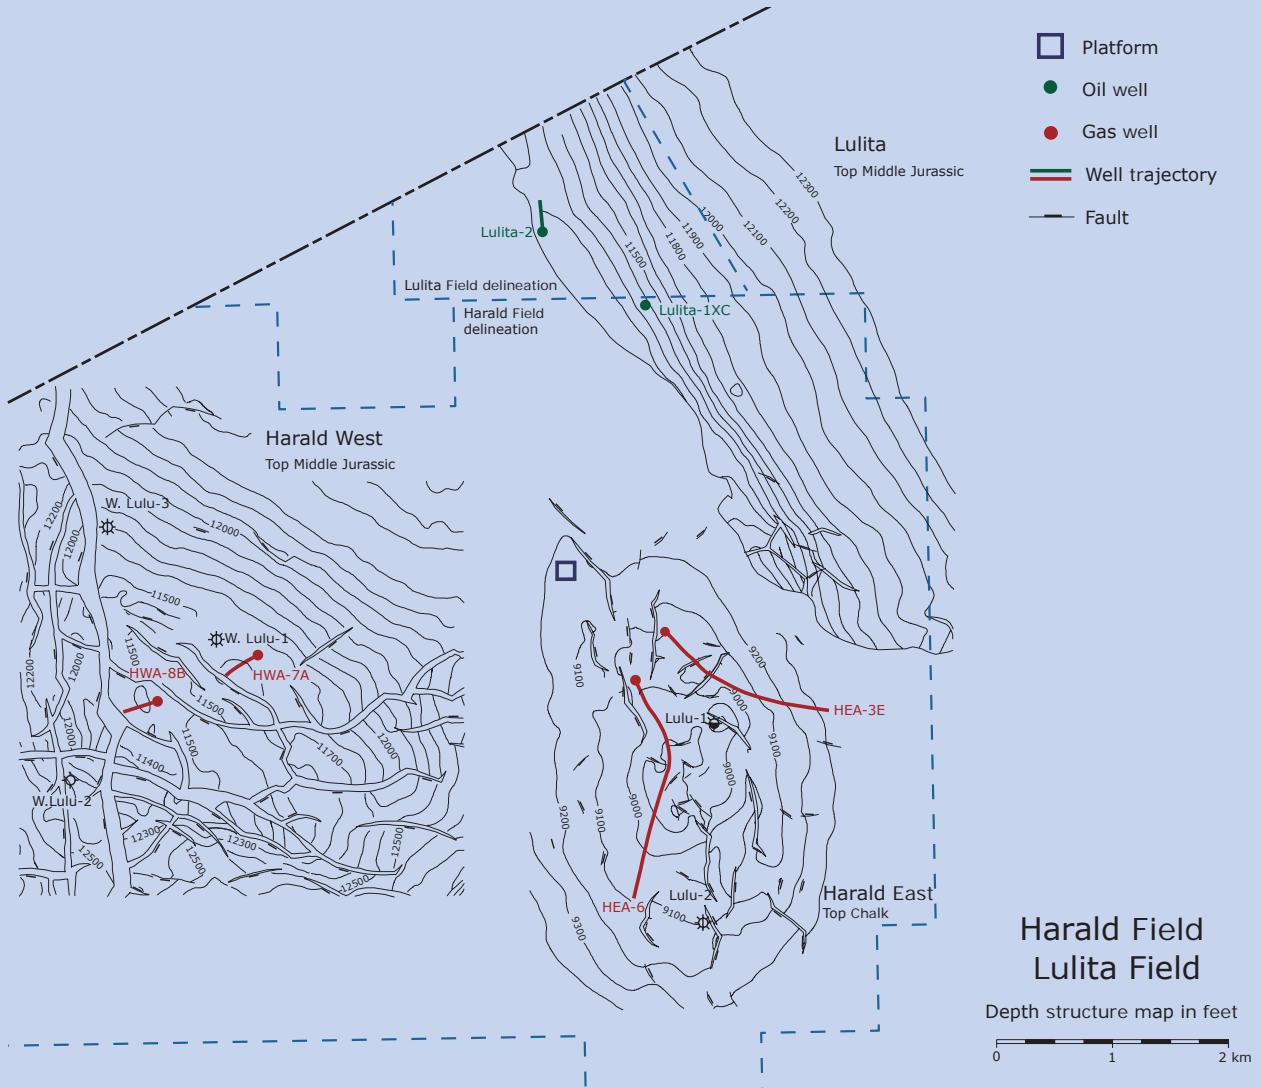 Platform
Oil well
Gas well
Well trajectory
Fault
Lulita
Top Middle Jurassic
12300
12200
12100
12000
11900
11800
11500
Lulita-2
Lulita Field delineation
Harald Field
delineation
Lulita-1XC
Harald West
Top Middle Jurassic
W. Lulu-3
12200
12000
12000
11500
W. Lulu-1
11500
HWA-8B
HWA-7A
12200
12000
11500
12000
11500
11400
11700
12000
W.Lulu-2
12300
12300
12500
12500
12500
12500
9200
9100
9000
HEA-3E
Lulu-1
9100
9000
9000
9100
9200
Lulu-2
HEA-6
9100
9300
Harald East
Top Chalk
Harald Field
Lulita Field
Depth structure map in feet
0 1 2 km